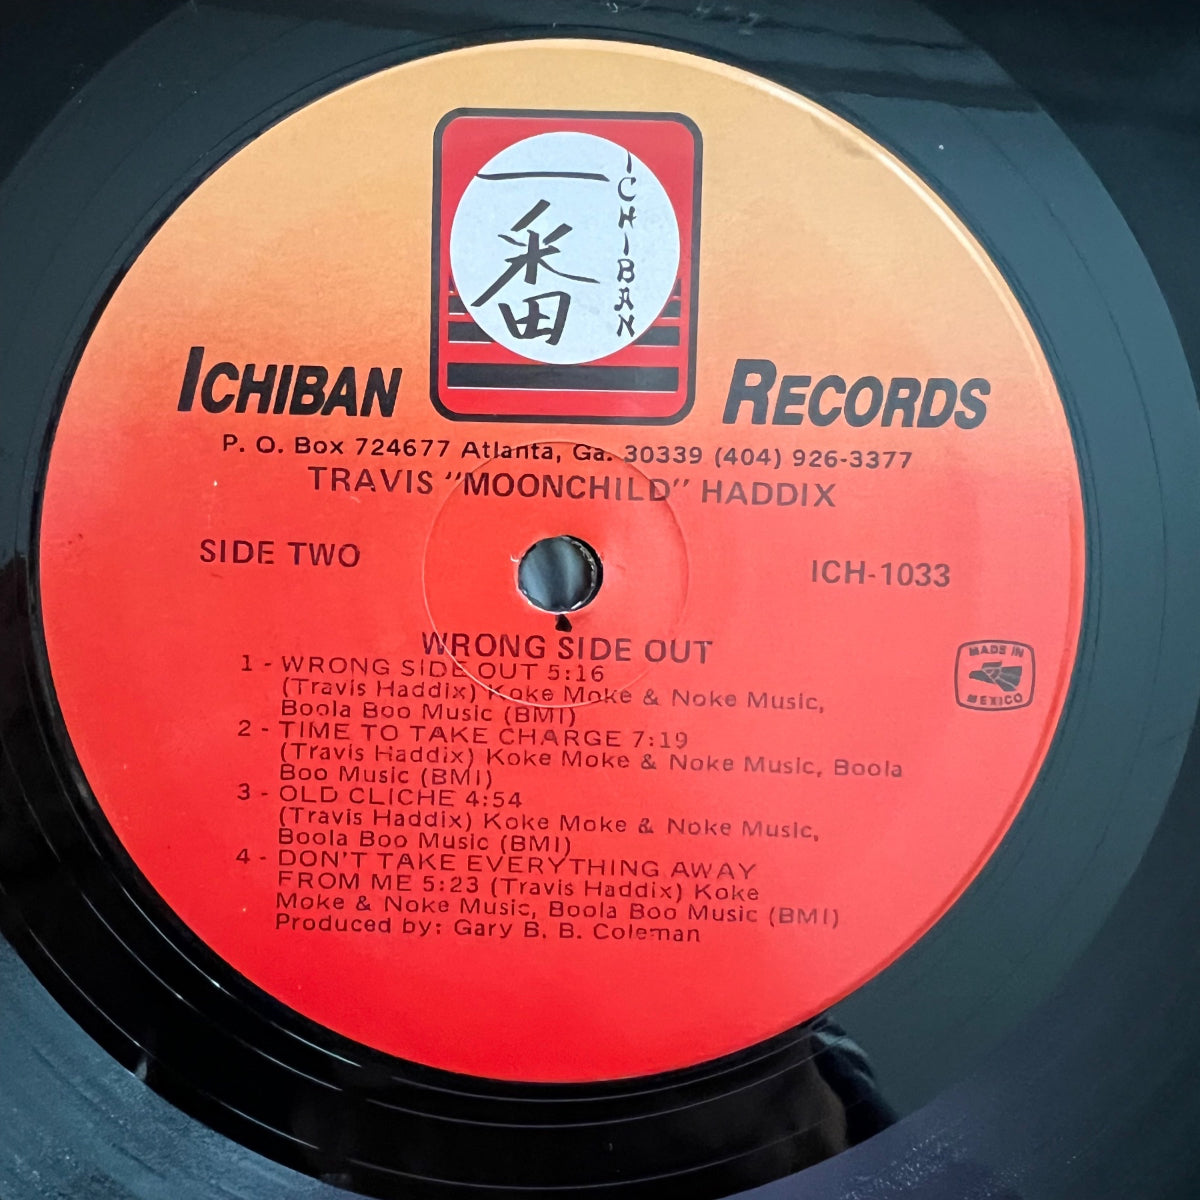 一番
ICHIBAN
ICHIBAN RECORDS
P. O. Box 724677 Atlanta, Ga. 30339 (404) 926-3377
TRAVIS "MOONCHILD" HADDIX
SIDE TWO
ICH-1033
WRONG SIDE OUT
1 - WRONG SIDE OUT 5:16
(Travis Haddix) Koke Moke & Noke Music,
Boola Boo Music (BMI)
2 - TIME TO TAKE CHARGE 7:19
(Travis Haddix) Koke Moke & Noke Music, Boola
Boo Music (BMI)
3 - OLD CLICHE 4:54
(Travis Haddix) Koke Moke & Noke Music,
Boola Boo Music (BMI)
4 - DON'T TAKE EVERYTHING AWAY
FROM ME 5:23 (Travis Haddix) Koke
Moke & Noke Music, Boola Boo Music (BMI)
Produced by: Gary B. B. Coleman
MADE IN
MEXICO